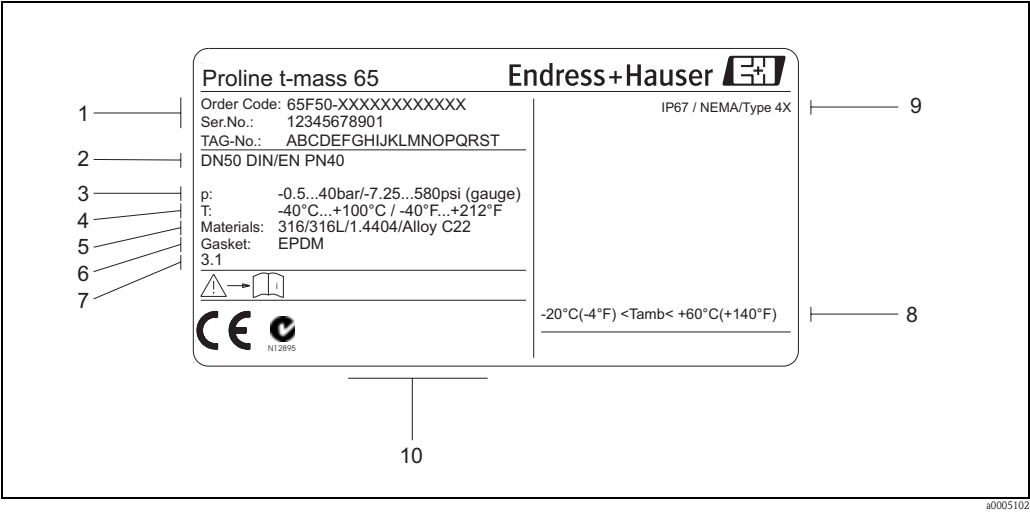 Proline t-mass 65
Endress+Hauser
Order Code: 65F50-XXXXXXXXXXXX
Ser.No.: 12345678901
TAG-No.: ABCDEFGHIJKLMNOPQRST
DN50 DIN/EN PN40
p: -0.5...40bar/-7.25...580psi (gauge)
T: -40°C...+100°C / -40°F...+212°F
Materials: 316/316L/1.4404/Alloy C22
Gasket: EPDM
3.1
i
CE
N12895
IP67 / NEMA/Type 4X
-20°C(-4°F) <Tamb< +60°C(+140°F)
1
2
3
4
5
6
7
9
8
10
a0005102